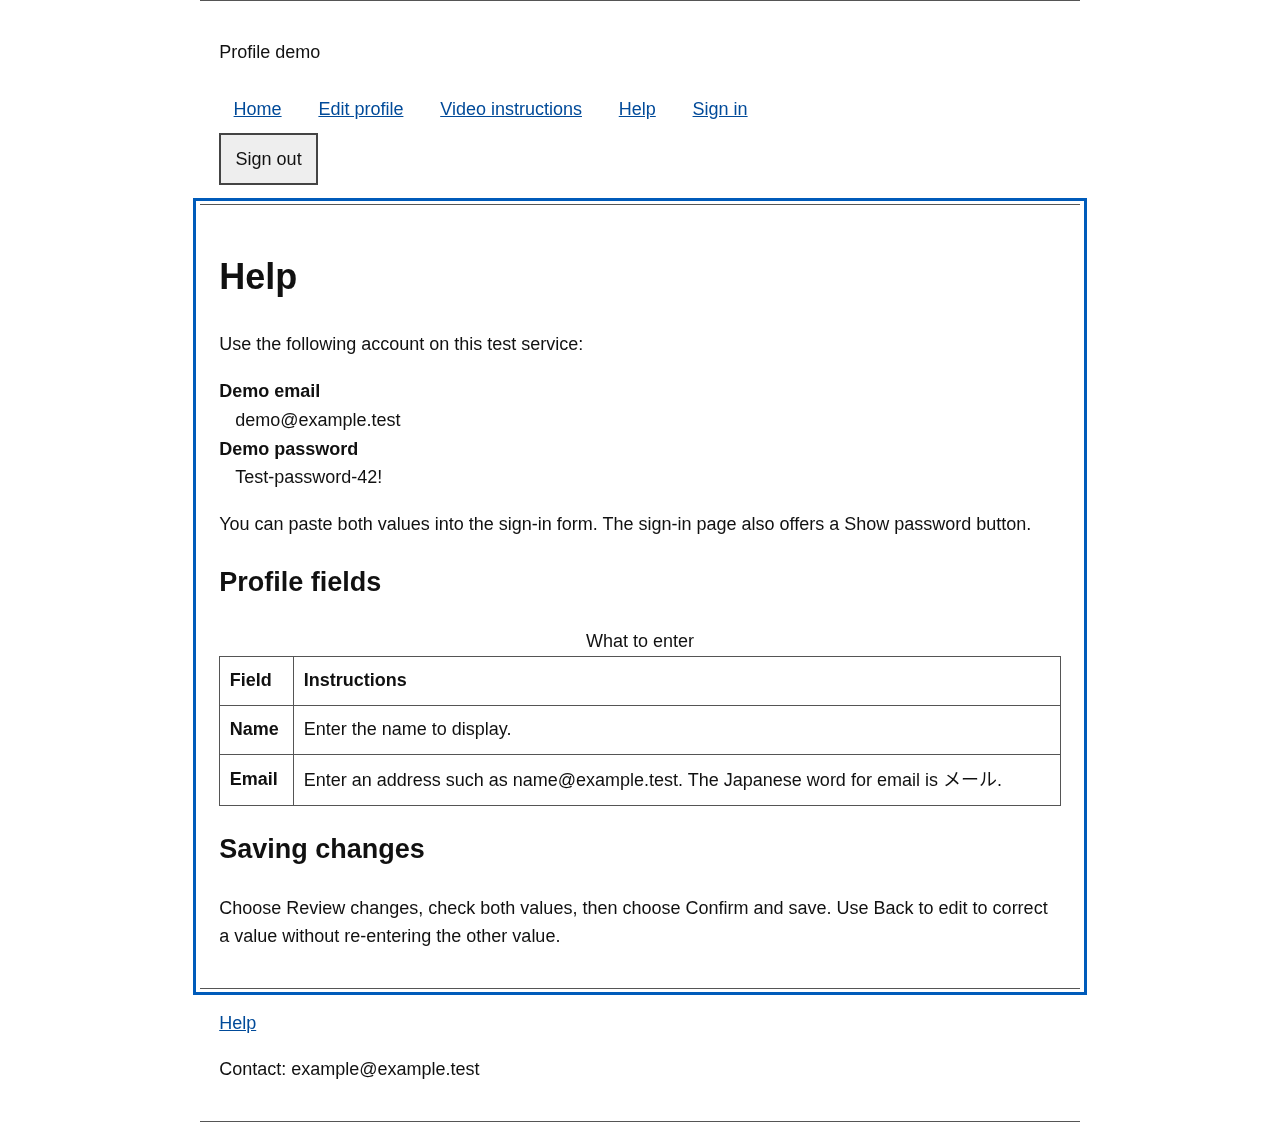 Profile demo
Home Edit profile Video instructions Help Sign in
Sign out
Help
Use the following account on this test service:
Demo email
demo@example.test
Demo password
Test-password-42!
You can paste both values into the sign-in form. The sign-in page also offers a Show password button.
Profile fields
What to enter
Field Instructions
Name Enter the name to display.
Email Enter an address such as name@example.test. The Japanese word for email is メール.
Saving changes
Choose Review changes, check both values, then choose Confirm and save. Use Back to edit to correct
a value without re-entering the other value.
Help
Contact: example@example.test